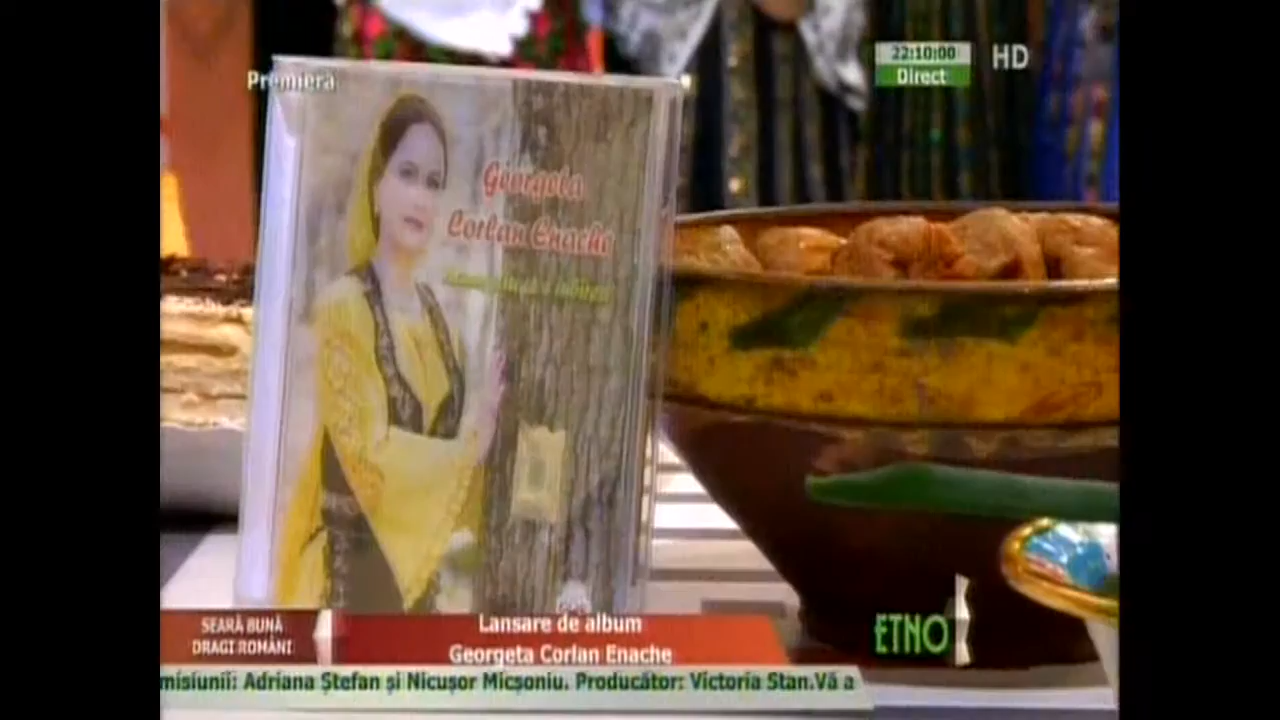 22:10:00
HD
Premieră
Direct
Georgeta
Corlan Enache
SEARĂ BUNĂ
DRAGI ROMÂNI
Lansare de album
Georgeta Corlan Enache
ETNO
misiunii: Adriana Ștefan și Nicușor Micșoniu. Producător: Victoria Stan.Vă a